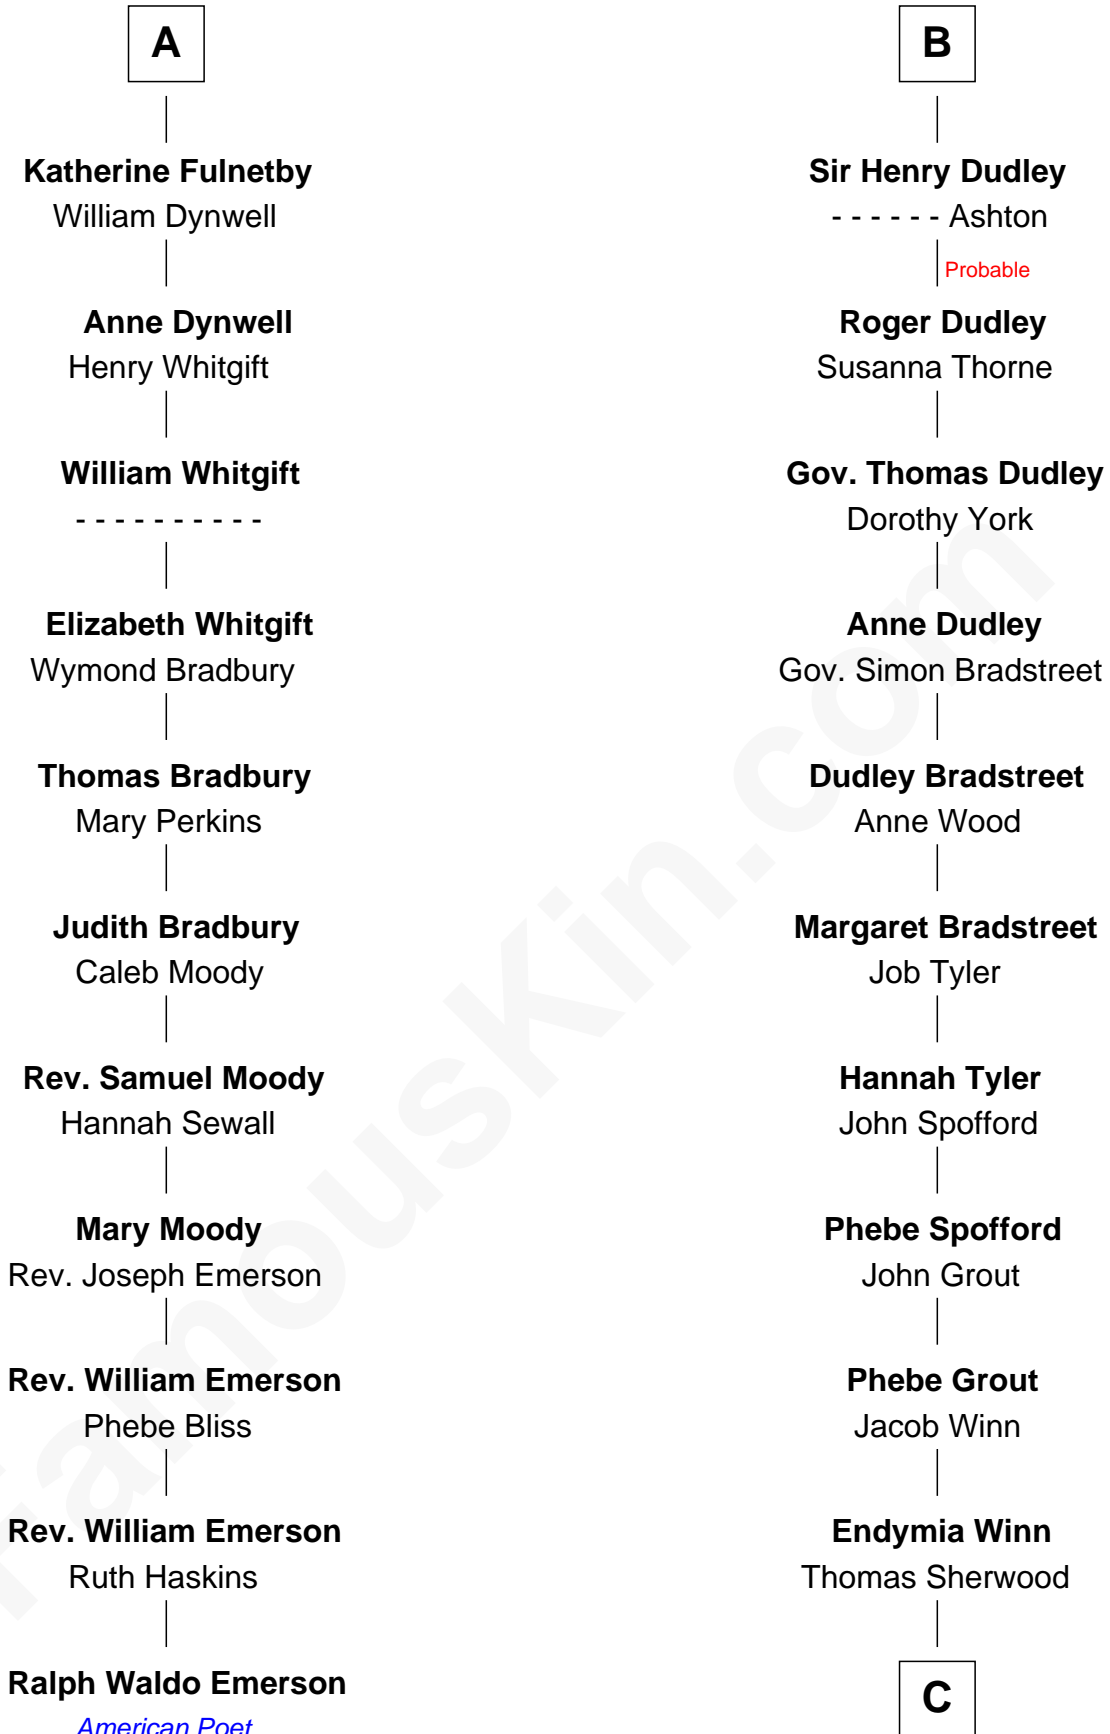 A
Katherine Fulnetby
William Dynwell
Anne Dynwell
Henry Whitgift
William Whitgift
- - - - - - - - - -
Elizabeth Whitgift
Wymond Bradbury
Thomas Bradbury
Mary Perkins
Judith Bradbury
Caleb Moody
Rev. Samuel Moody
Hannah Sewall
Mary Moody
Rev. Joseph Emerson
Rev. William Emerson
Phebe Bliss
Rev. William Emerson
Ruth Haskins
Ralph Waldo Emerson
American Poet
B
Sir Henry Dudley
- - - - - - Ashton
Probable
Roger Dudley
Susanna Thorne
Gov. Thomas Dudley
Dorothy York
Anne Dudley
Gov. Simon Bradstreet
Dudley Bradstreet
Anne Wood
Margaret Bradstreet
Job Tyler
Hannah Tyler
John Spofford
Phebe Spofford
John Grout
Phebe Grout
Jacob Winn
Endymia Winn
Thomas Sherwood
C
FamousKin.com